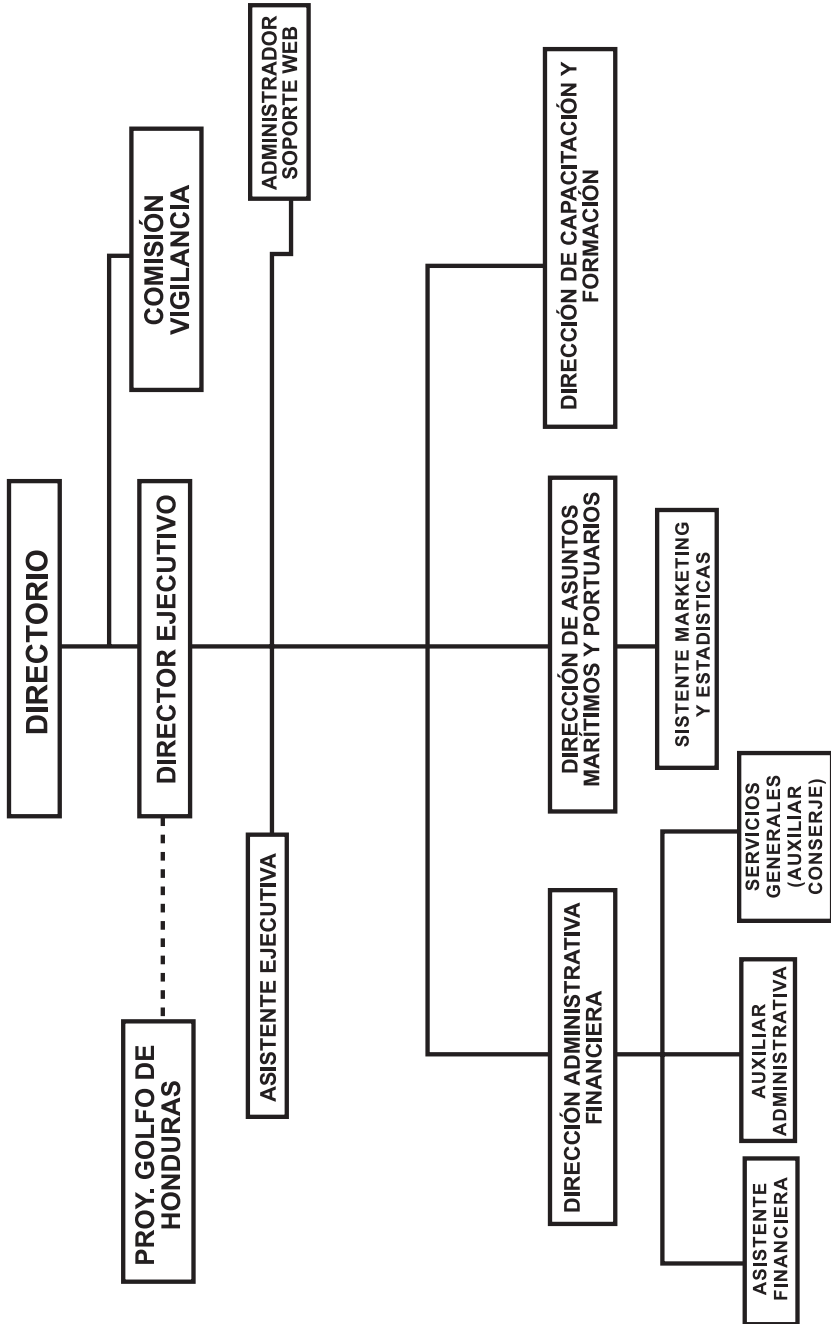 DIRECTORIO
COMISIÓN
VIGILANCIA
PROY. GOLFO DE
HONDURAS
DIRECTOR EJECUTIVO
ASISTENTE EJECUTIVA
ADMINISTRADOR
SOPORTE WEB
DIRECCIÓN ADMINISTRATIVA
FINANCIERA
DIRECCIÓN DE ASUNTOS
MARÍTIMOS Y PORTUARIOS
DIRECCIÓN DE CAPACITACIÓN Y
FORMACIÓN
SISTENTE MARKETING
Y ESTADISTICAS
ASISTENTE
FINANCIERA
AUXILIAR
ADMINISTRATIVA
SERVICIOS
GENERALES
(AUXILIAR
CONSERJE)